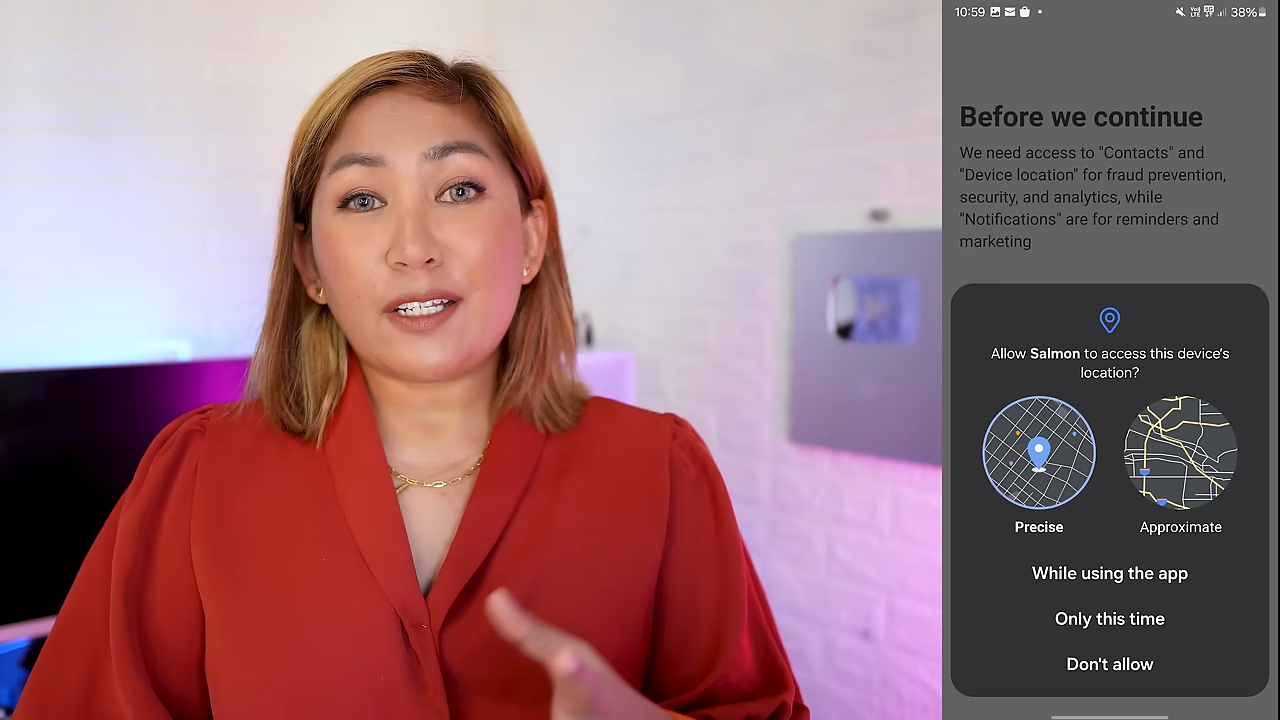 10:59
38%
Before we continue
We need access to "Contacts" and
"Device location" for fraud prevention,
security, and analytics, while
"Notifications" are for reminders and
marketing
Allow Salmon to access this device's
location?
Precise
Approximate
While using the app
Only this time
Don't allow